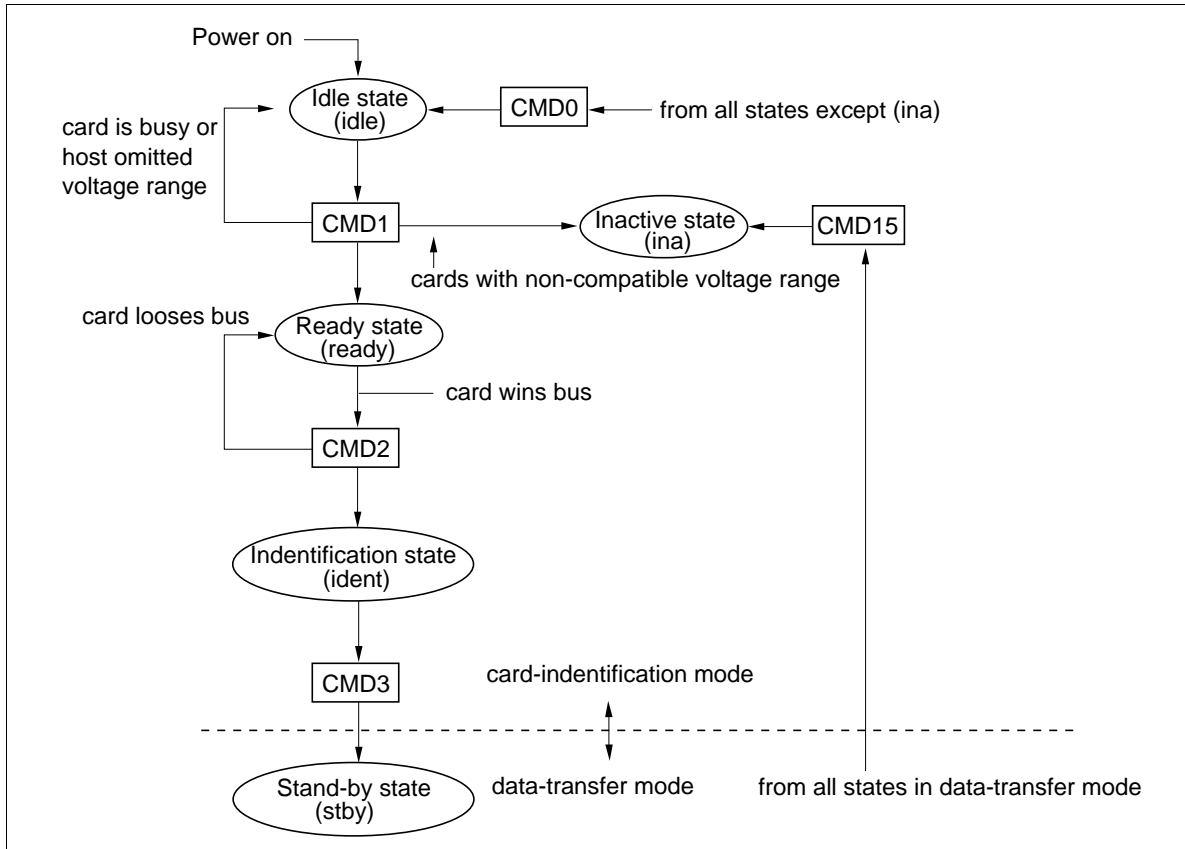 Power on
Idle state
(idle)
CMD0
from all states except (ina)
card is busy or
host omitted
voltage range
CMD1
Inactive state
(ina)
CMD15
cards with non-compatible voltage range
card looses bus
Ready state
(ready)
card wins bus
CMD2
Indentification state
(ident)
CMD3
card-indentification mode
Stand-by state
(stby)
data-transfer mode
from all states in data-transfer mode